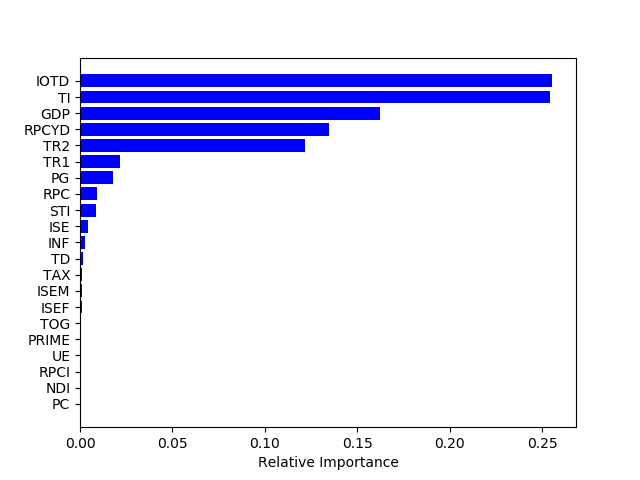 IOTD
TI
GDP
RPCYD
TR2
TR1
PG
RPC
STI
ISE
INF
TD
TAX
ISEM
ISEF
TOG
PRIME
UE
RPCI
NDI
PC
0.00 0.05 0.10 0.15 0.20 0.25
Relative Importance